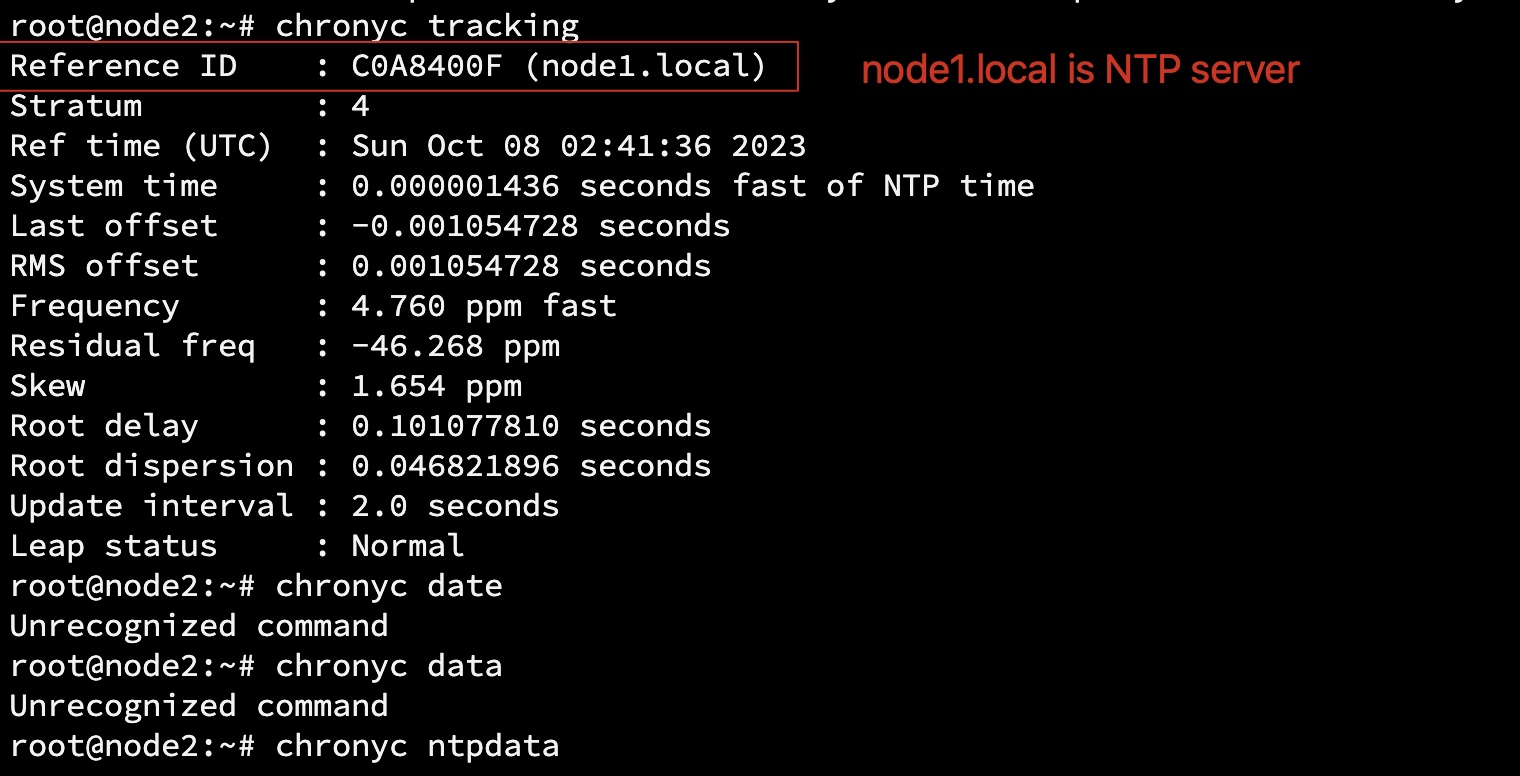 root@node2:~# chronyc tracking
Reference ID    : C0A8400F (node1.local)
node1.local is NTP server
Stratum         : 4
Ref time (UTC)  : Sun Oct 08 02:41:36 2023
System time     : 0.000001436 seconds fast of NTP time
Last offset     : -0.001054728 seconds
RMS offset      : 0.001054728 seconds
Frequency       : 4.760 ppm fast
Residual freq   : -46.268 ppm
Skew            : 1.654 ppm
Root delay      : 0.101077810 seconds
Root dispersion : 0.046821896 seconds
Update interval : 2.0 seconds
Leap status     : Normal
root@node2:~# chronyc date
Unrecognized command
root@node2:~# chronyc data
Unrecognized command
root@node2:~# chronyc ntpdata